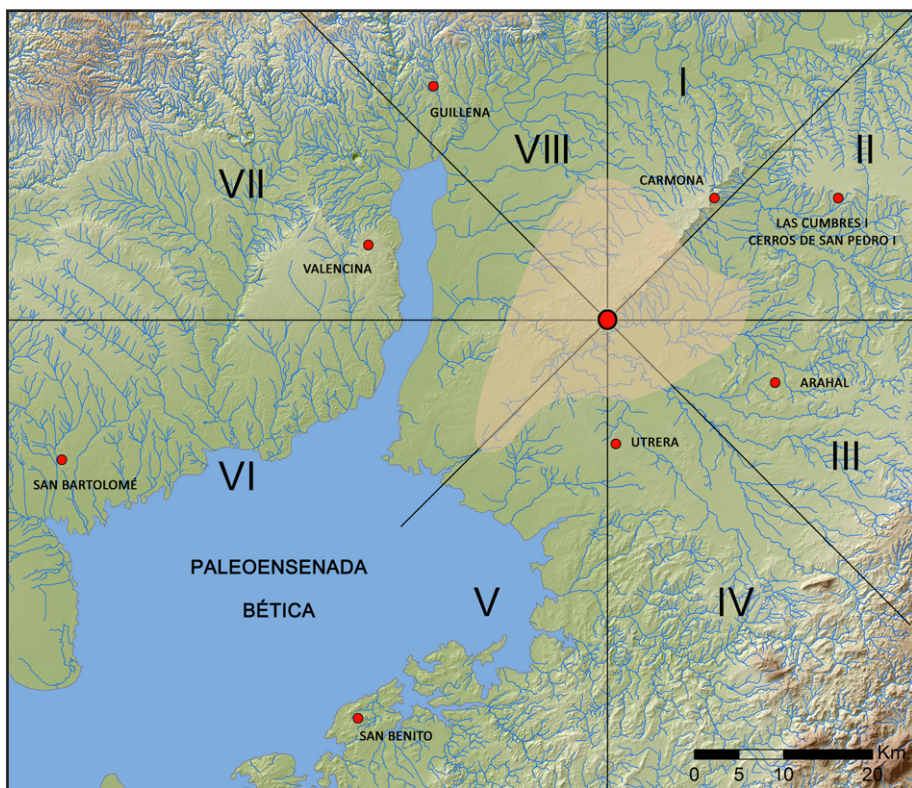 GUILLENA
I
VIII
II
VII
CARMONA
LAS CUMBRES I
CERROS DE SAN PEDRO I
VALENCINA
ARAHAL
UTRERA
III
VI
SAN BARTOLOMÉ
PALEOENSENADA
BÉTICA
V
IV
SAN BENITO
Km.
0 5 10 20